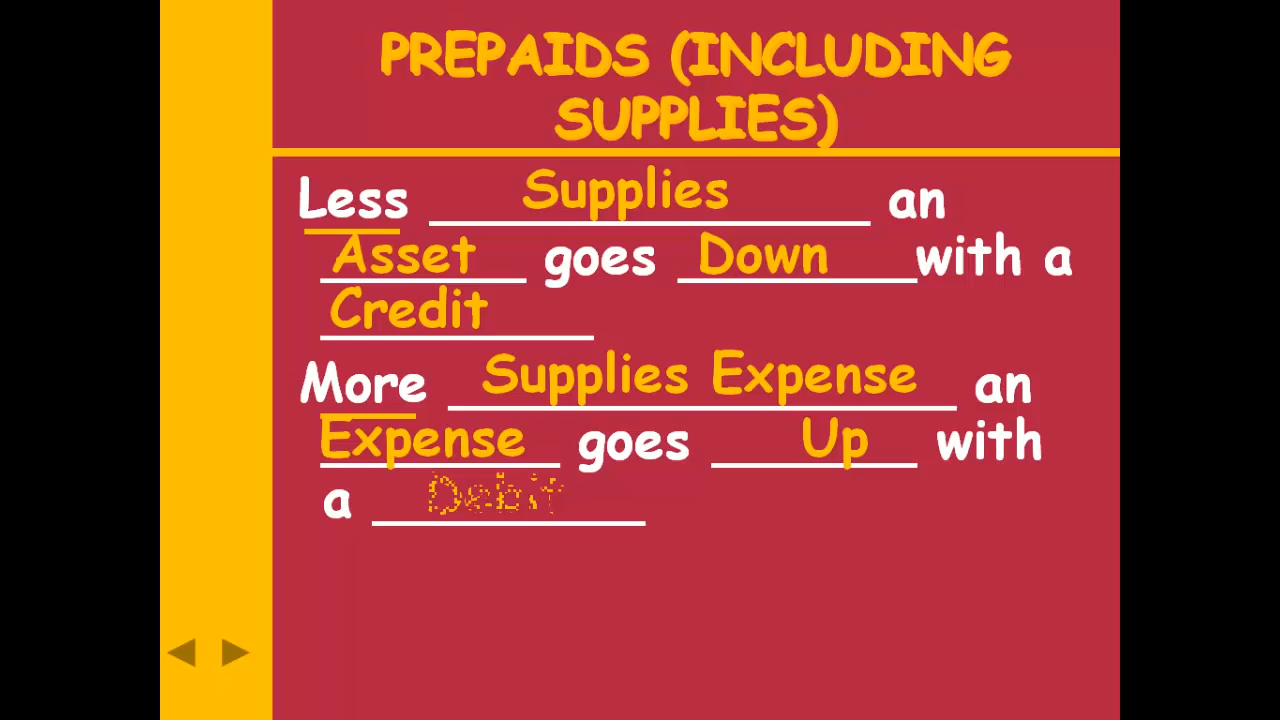 PREPAIDS (INCLUDING
SUPPLIES)
Less Supplies an
Asset goes Down with a
Credit
More Supplies Expense an
Expense goes Up with
a Debit